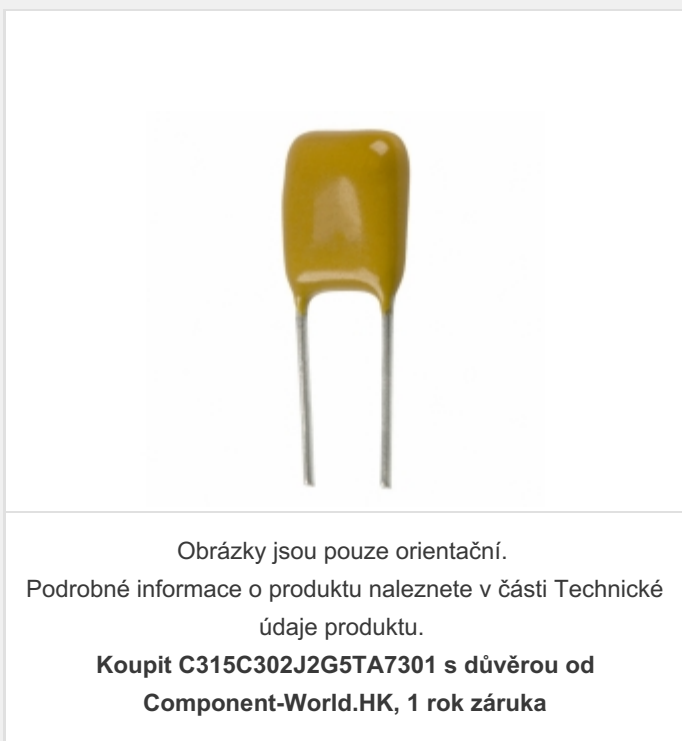 Obrázky jsou pouze orientační.
Podrobné informace o produktu naleznete v části Technické
údaje produktu.
Koupit C315C302J2G5TA7301 s důvěrou od
Component-World.HK, 1 rok záruka